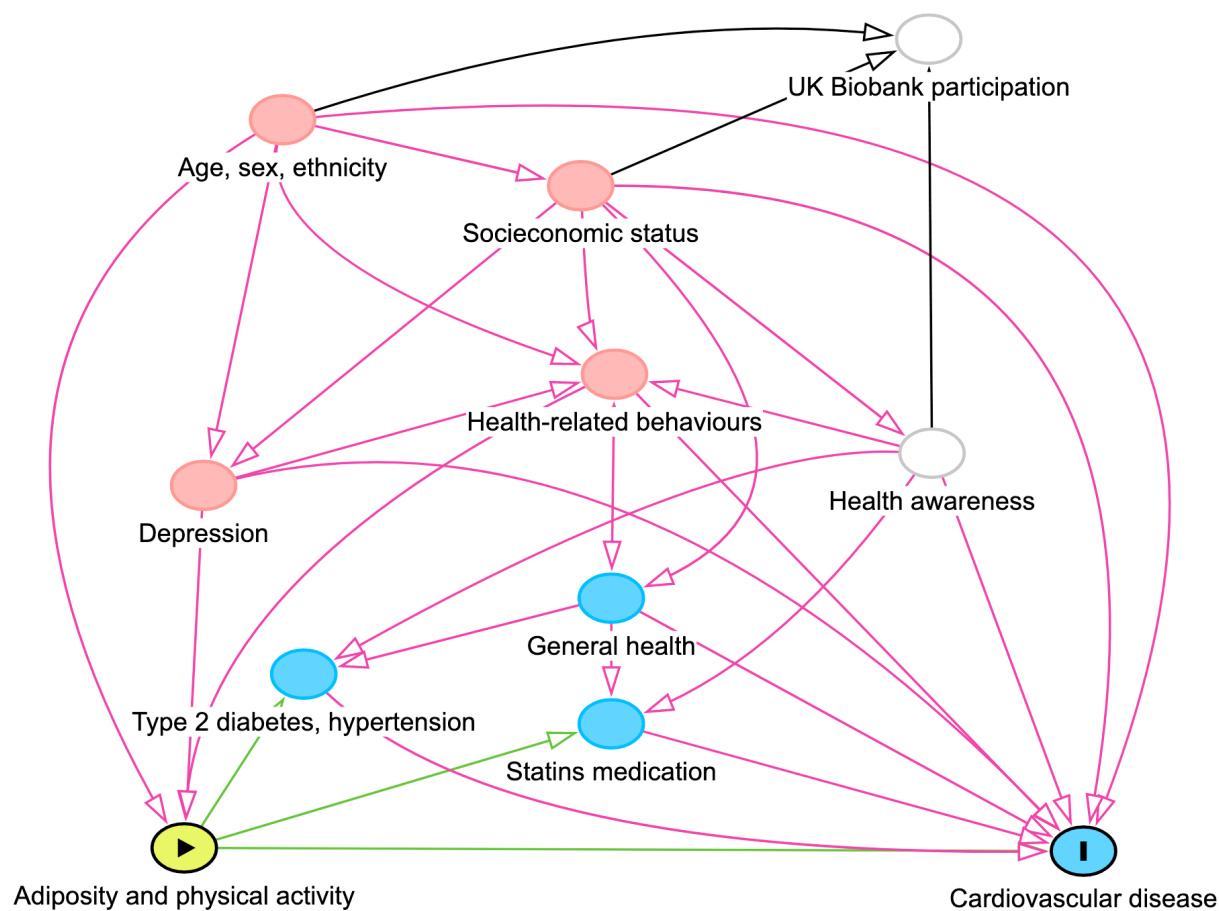 UK Biobank participation
Age, sex, ethnicity
Socieconomic status
Health-related behaviours
Health awareness
Depression
General health
Type 2 diabetes, hypertension
Statins medication
Adiposity and physical activity
Cardiovascular disease